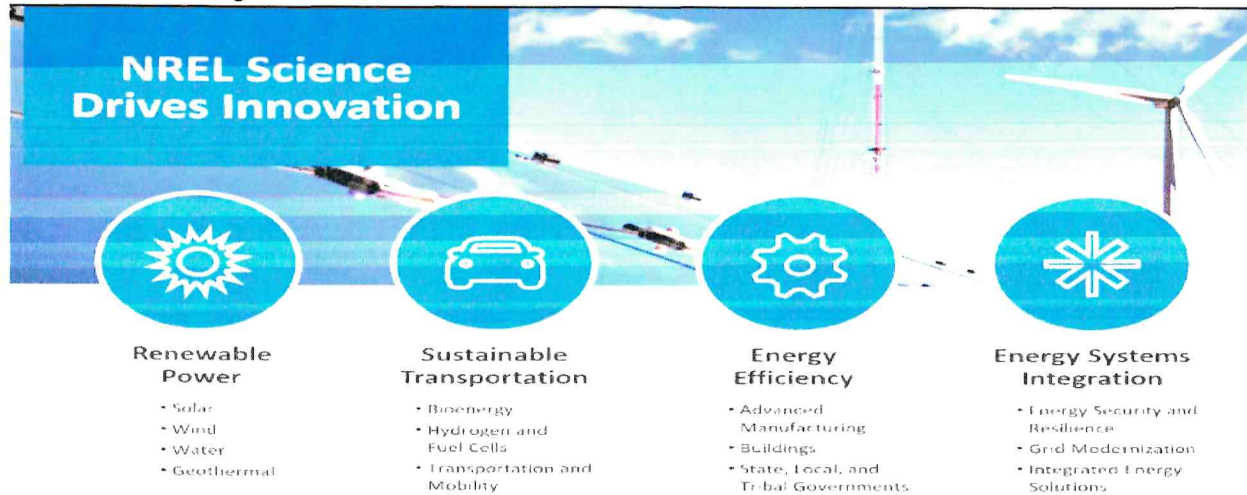 NREL Science
Drives Innovation
Renewable
Power
• Solar
• Wind
• Water
• Geothermal
Sustainable
Transportation
• Bioenergy
• Hydrogen and
Fuel Cells
• Transportation and
Mobility
Energy
Efficiency
• Advanced
Manufacturing
• Buildings
• State, Local, and
Tribal Governments
Energy Systems
Integration
• Energy Security and
Resilience
• Grid Modernization
• Integrated Energy
Solutions